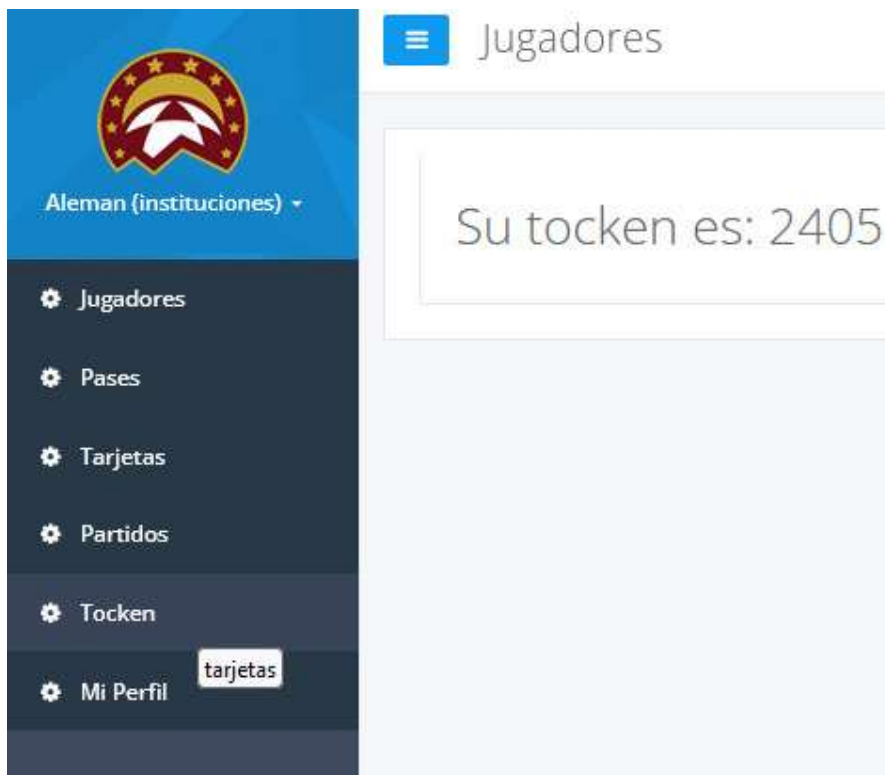 Jugadores
Aleman (instituciones)
Su tocken es: 2405
Jugadores
Pases
Tarjetas
Partidos
Tocken
tarjetas
Mi Perfil